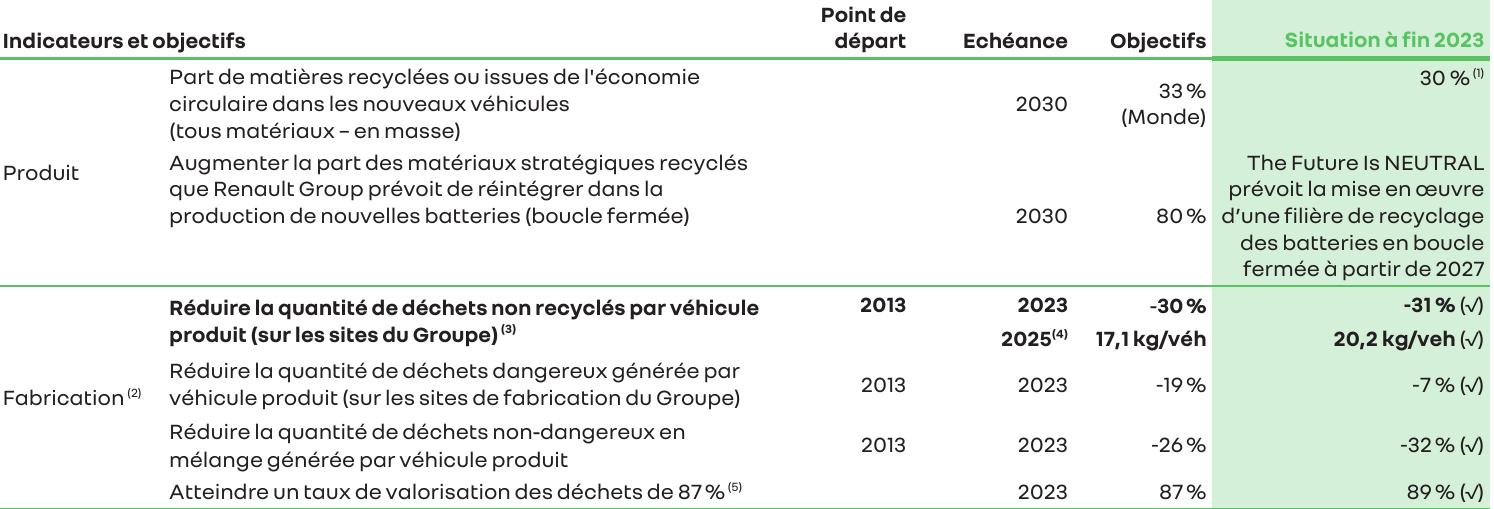 Indicateurs et objectifs Point de départ Echéance Objectifs Situation à fin 2023
Produit
Part de matières recyclées ou issues de l'économie
circulaire dans les nouveaux véhicules
(tous matériaux – en masse)
2030
33 %
(Monde)
30 % (1)
Augmenter la part des matériaux stratégiques recyclés
que Renault Group prévoit de réintégrer dans la
production de nouvelles batteries (boucle fermée)
2030
80 %
The Future Is NEUTRAL
prévoit la mise en œuvre
d’une filière de recyclage
des batteries en boucle
fermée à partir de 2027
Fabrication (2)
Réduire la quantité de déchets non recyclés par véhicule
produit (sur les sites du Groupe) (3)
2013 2023 -30 % -31 % (√)
2025(4) 17,1 kg/véh 20,2 kg/veh (√)
Réduire la quantité de déchets dangereux générée par
véhicule produit (sur les sites de fabrication du Groupe)
2013 2023 -19 % -7 % (√)
Réduire la quantité de déchets non-dangereux en
mélange générée par véhicule produit
2013 2023 -26 % -32 % (√)
Atteindre un taux de valorisation des déchets de 87 % (5) 2023 87 % 89 % (√)